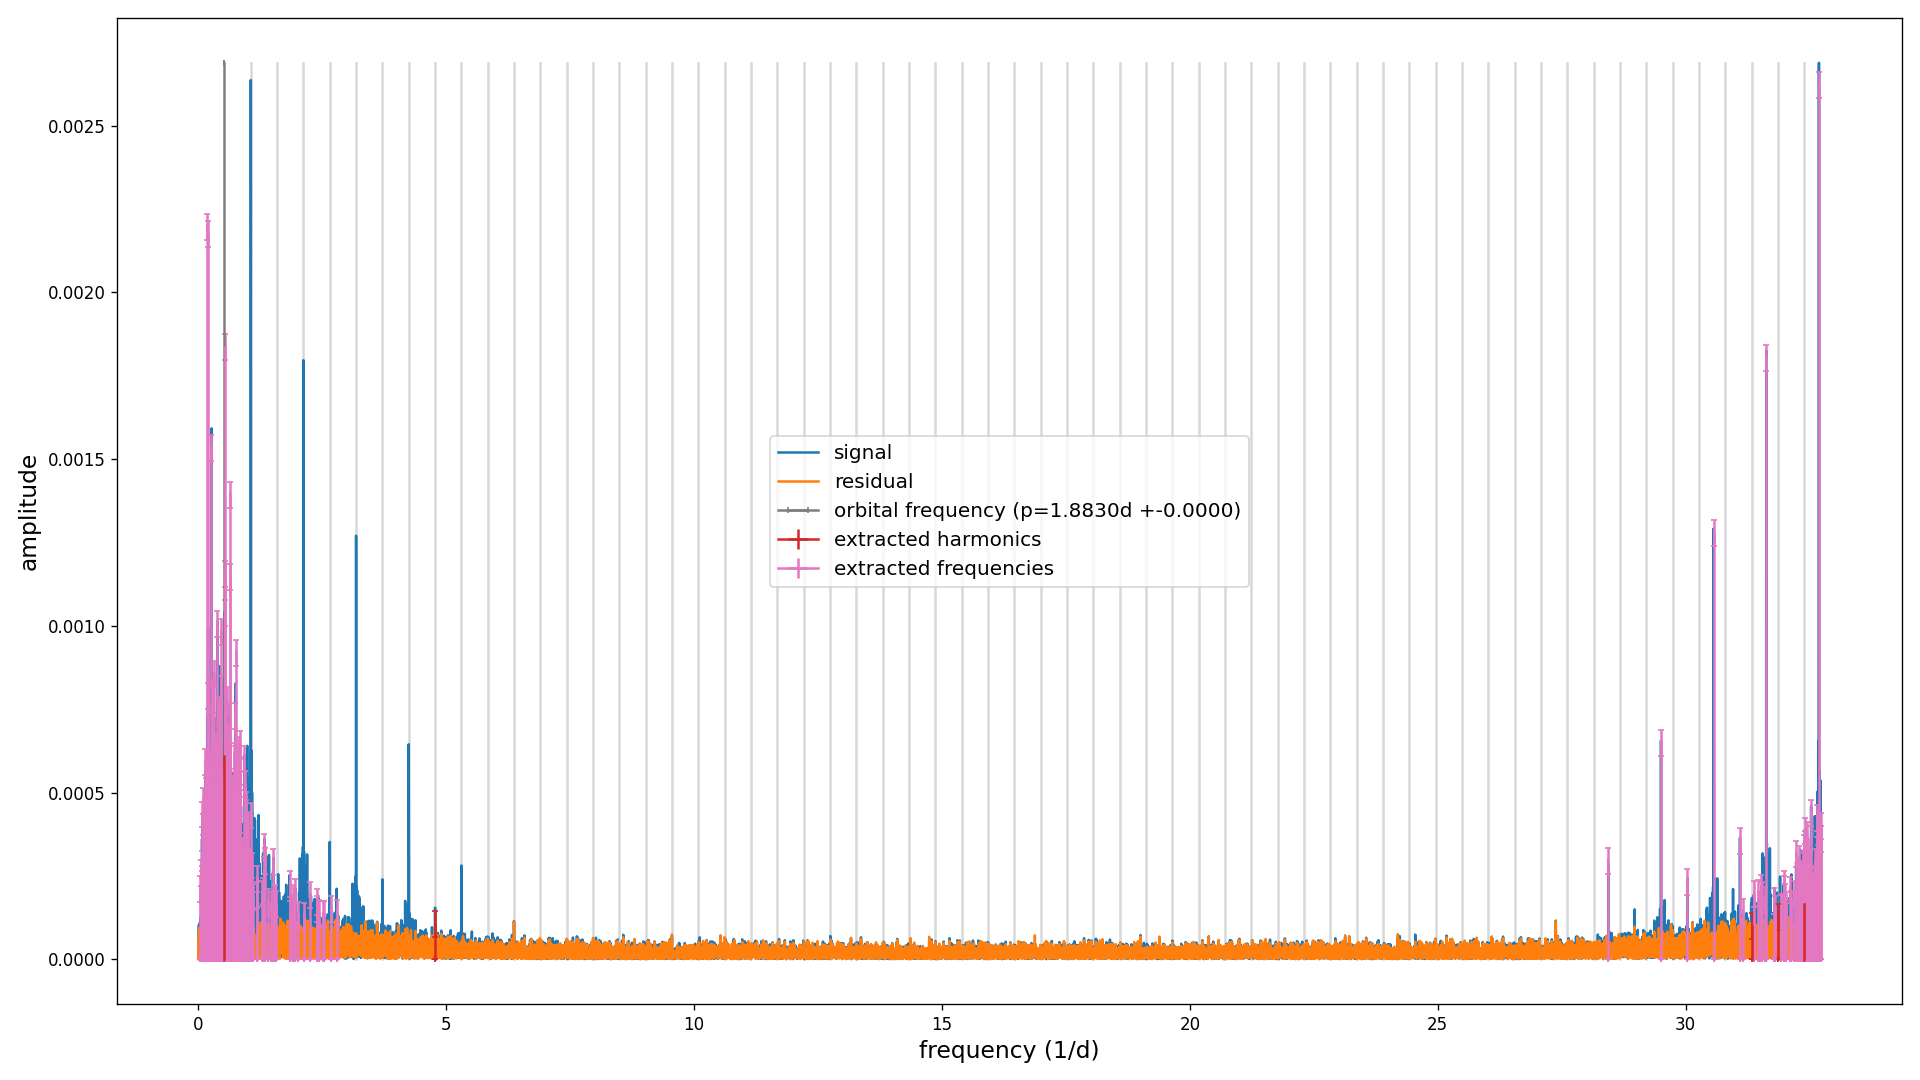 0.0025
0.0020
0.0015
0.0010
0.0005
0.0000
amplitude
signal
residual
orbital frequency (p=1.8830d +-0.0000)
extracted harmonics
extracted frequencies
0 5 10 15 20 25 30
frequency (1/d)